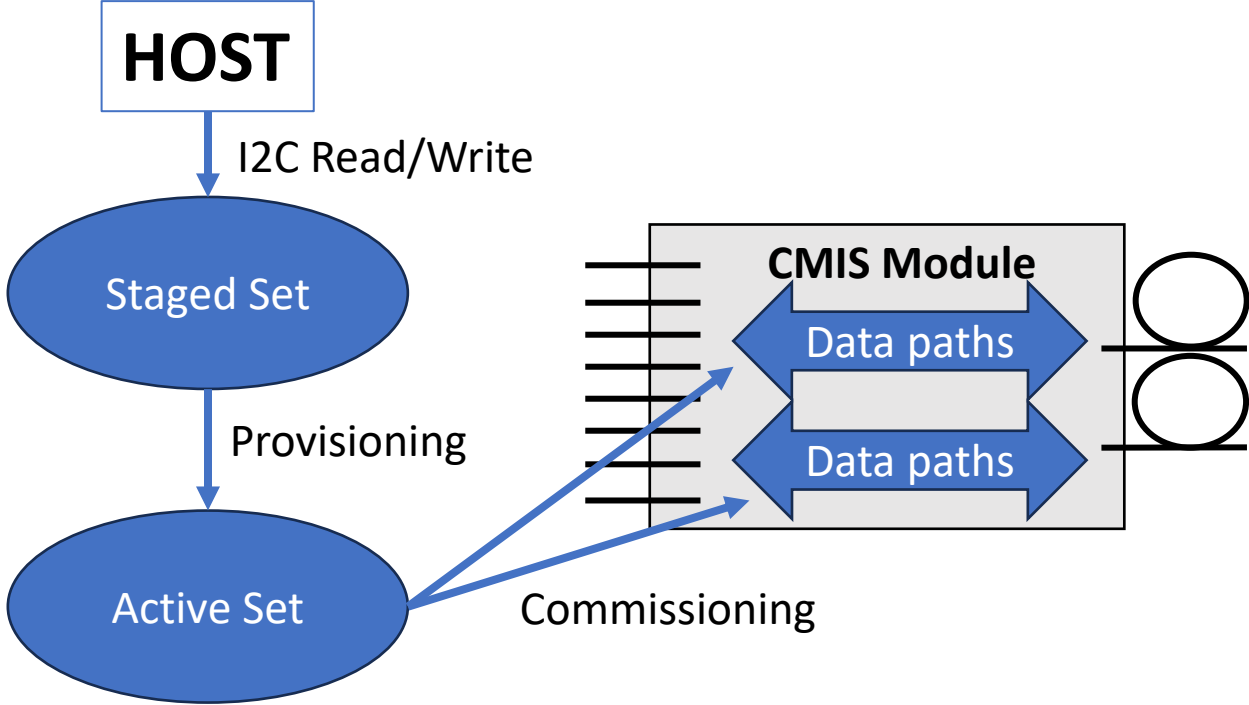 HOST
I2C Read/Write
Staged Set
Provisioning
Active Set
Commissioning
CMIS Module
Data paths
Data paths